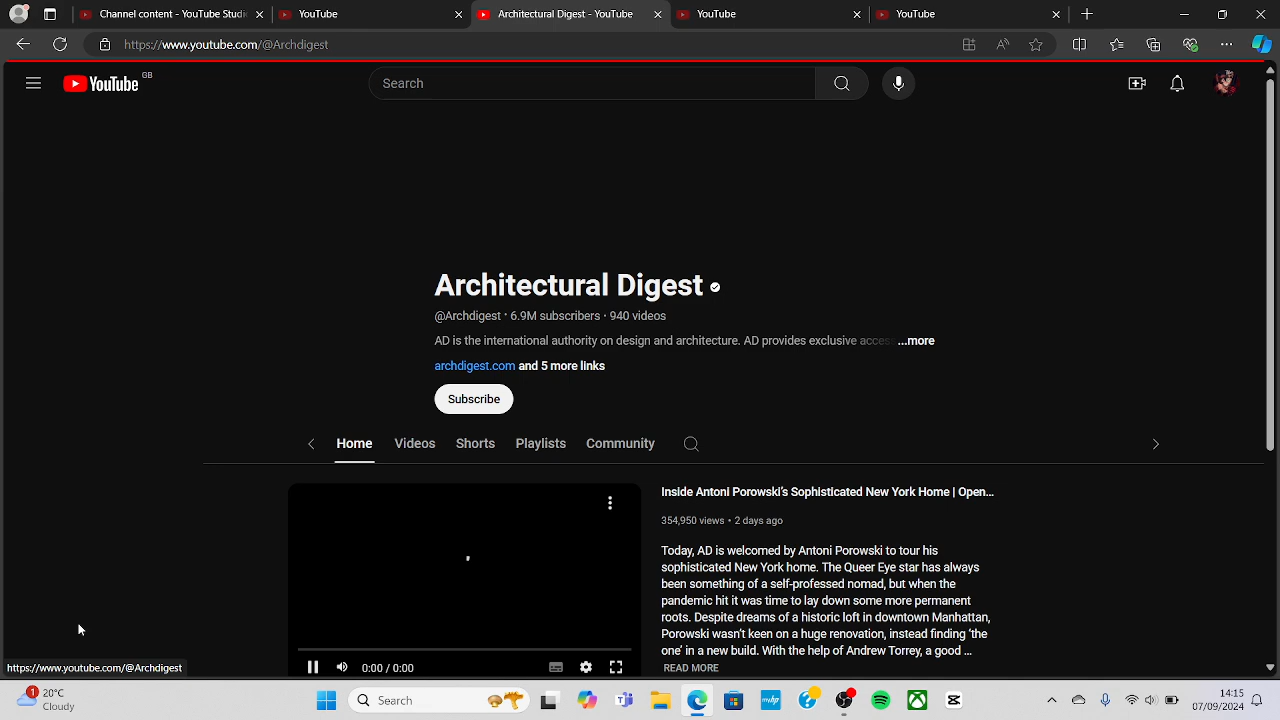 Channel content - YouTube Studi
YouTube
Architectural Digest - YouTube
YouTube
YouTube
https://www.youtube.com/@Archdigest
YouTube GB
Search
Architectural Digest
@Archdigest • 6.9M subscribers • 940 videos
AD is the international authority on design and architecture. AD provides exclusive access ...more
archdigest.com and 5 more links
Subscribe
Home Videos Shorts Playlists Community
Inside Antoni Porowski's Sophisticated New York Home | Open...
354,950 views • 2 days ago
Today, AD is welcomed by Antoni Porowski to tour his
sophisticated New York home. The Queer Eye star has always
been something of a self-professed nomad, but when the
pandemic hit it was time to lay down some more permanent
roots. Despite dreams of a historic loft in downtown Manhattan,
Porowski wasn't keen on a huge renovation, instead finding 'the
one' in a new build. With the help of Andrew Torrey, a good ...
READ MORE
0:00 / 0:00
https://www.youtube.com/@Archdigest
1
20°C
Cloudy
Search
14:15
07/09/2024